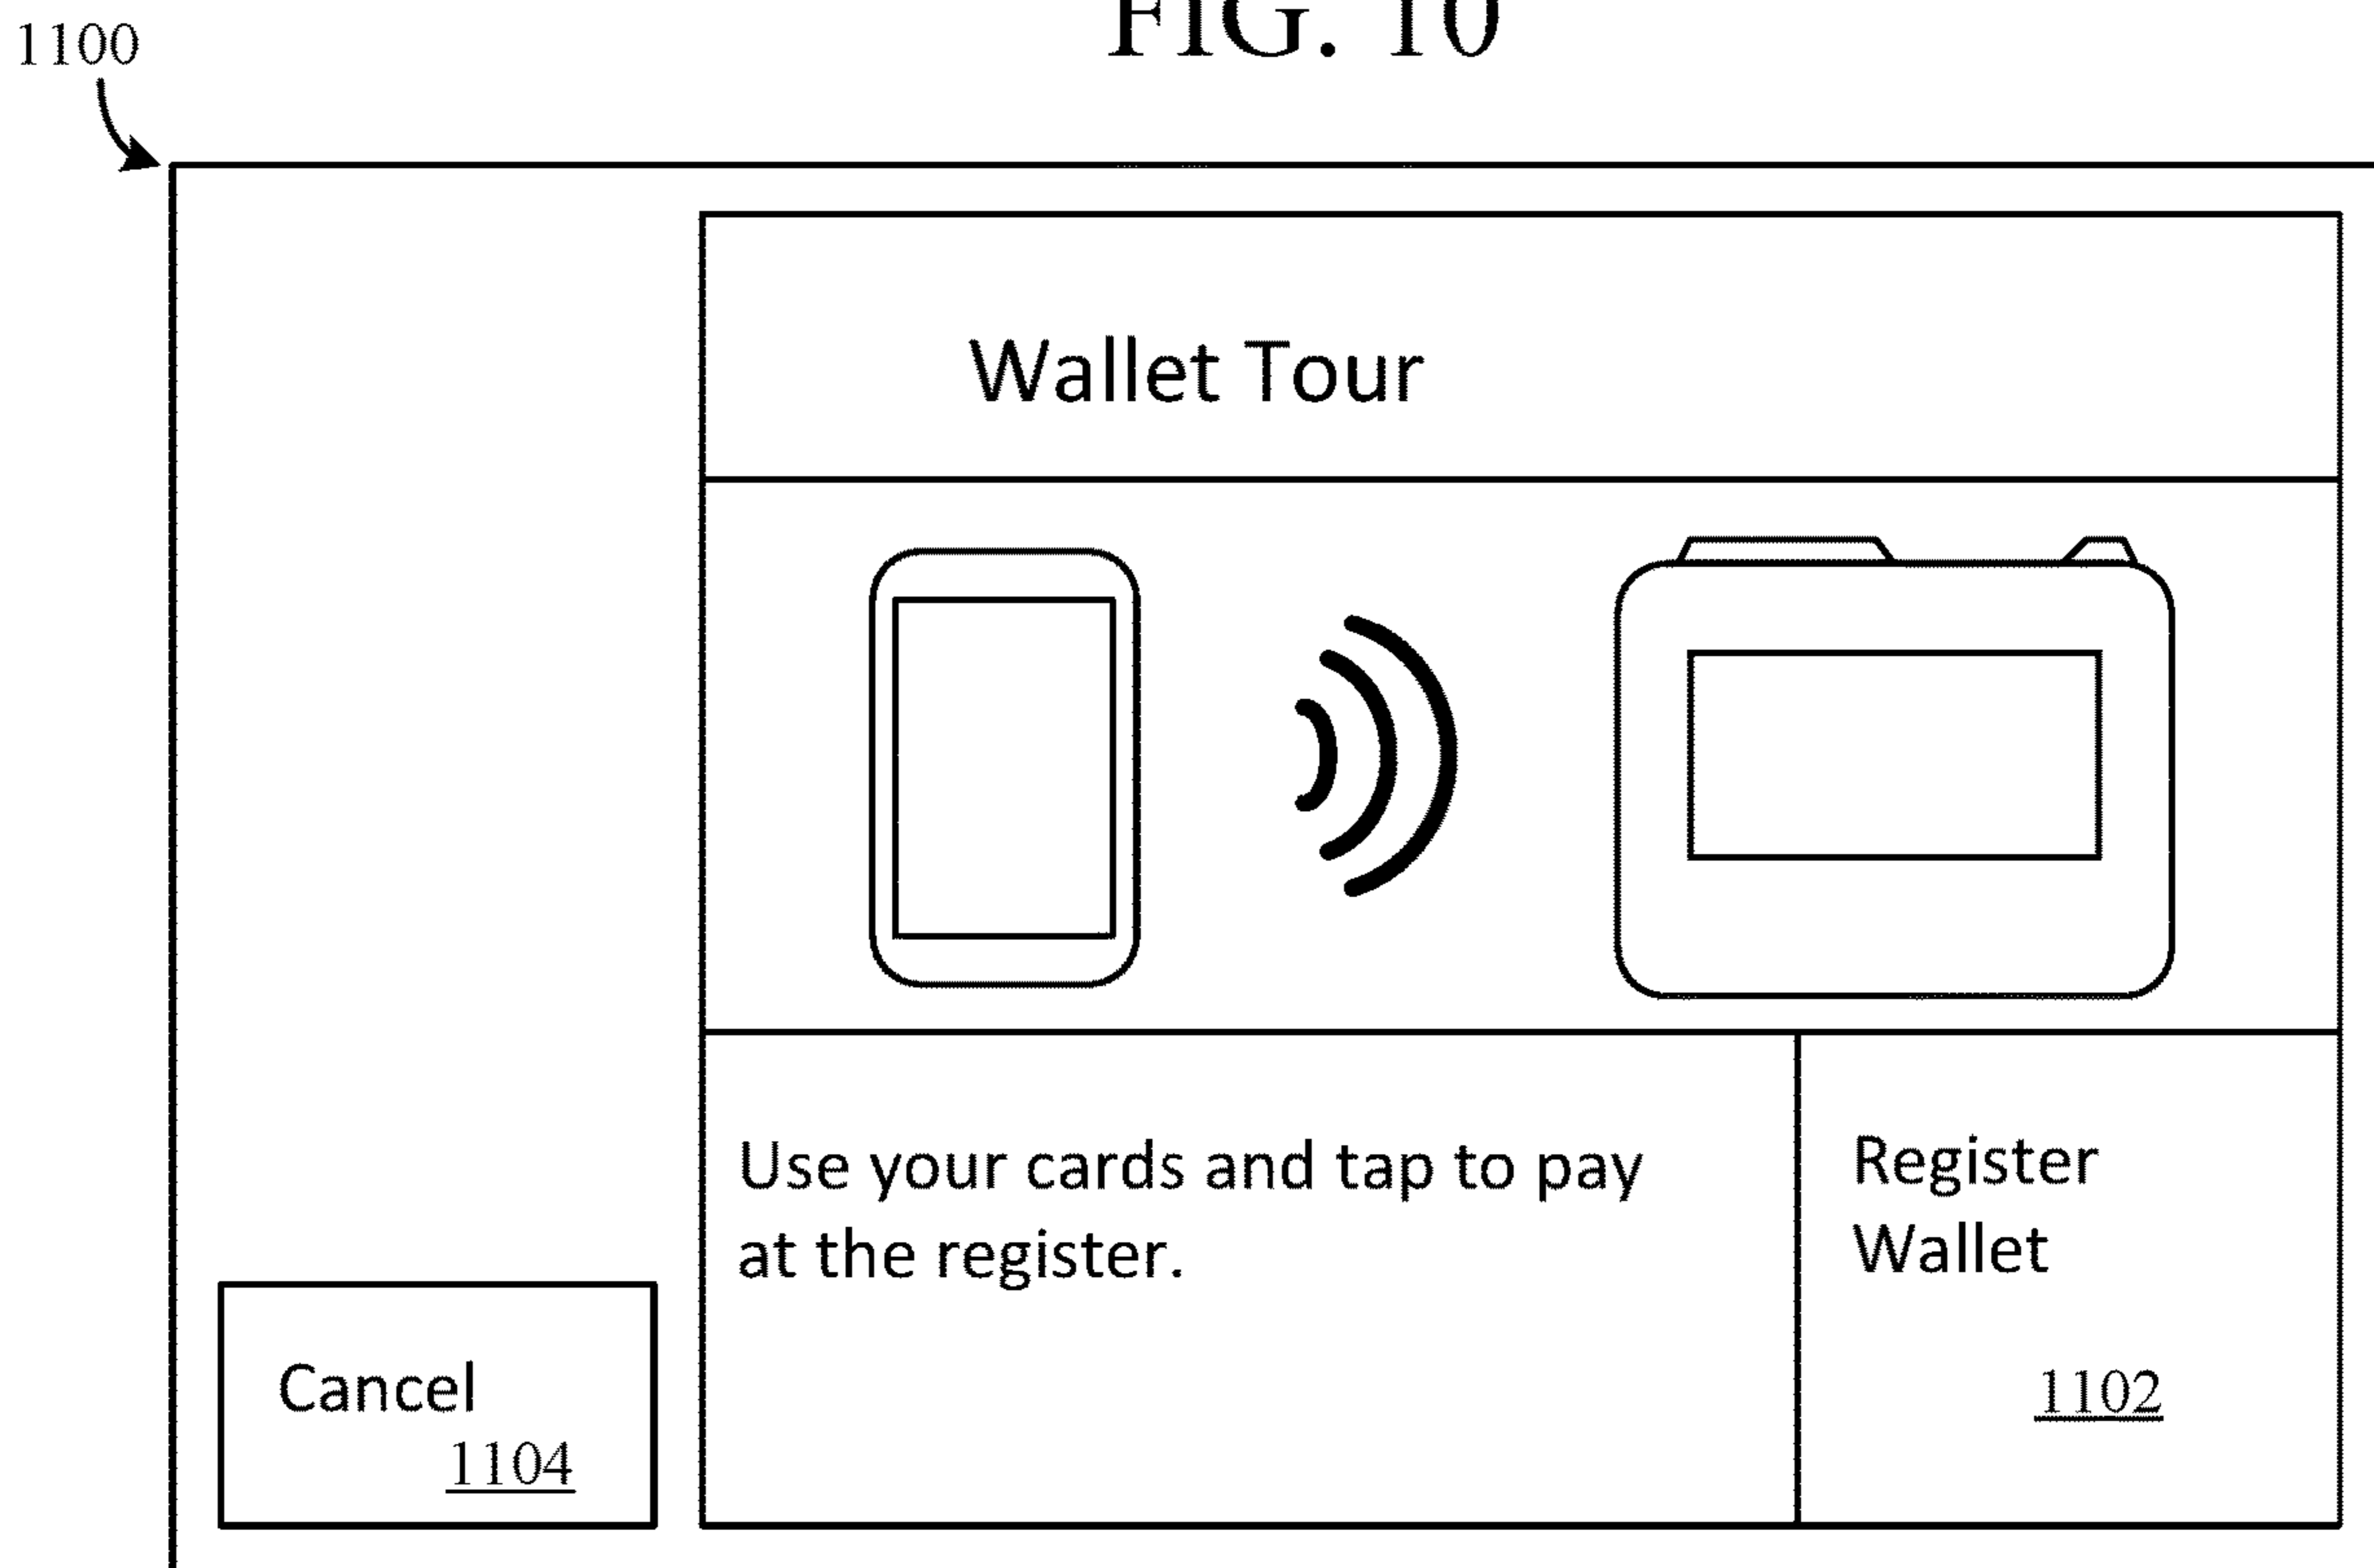 FIG. 10
1100
Wallet Tour
Use your cards and tap to pay
at the register.
Register
Wallet
1102
Cancel
1104